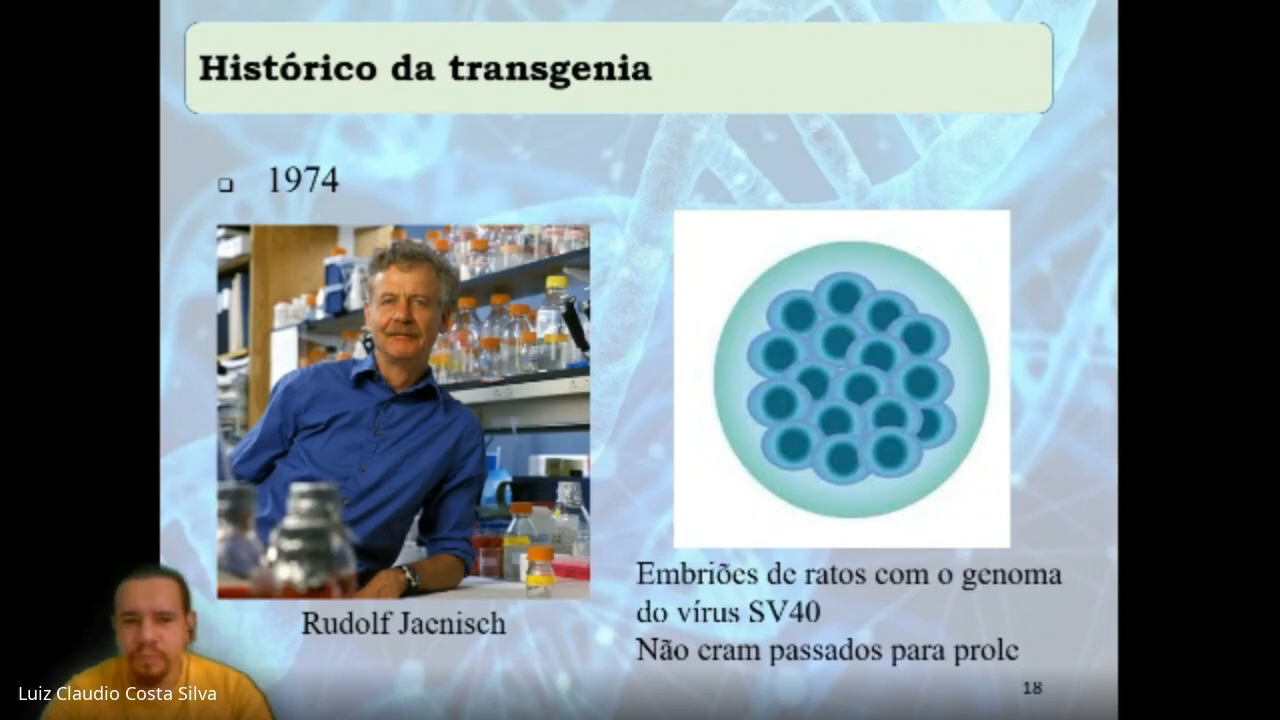 Histórico da transgenia
1974
Rudolf Jaenisch
Embriões de ratos com o genoma
do vírus SV40
Não eram passados para prole
18
Luiz Claudio Costa Silva